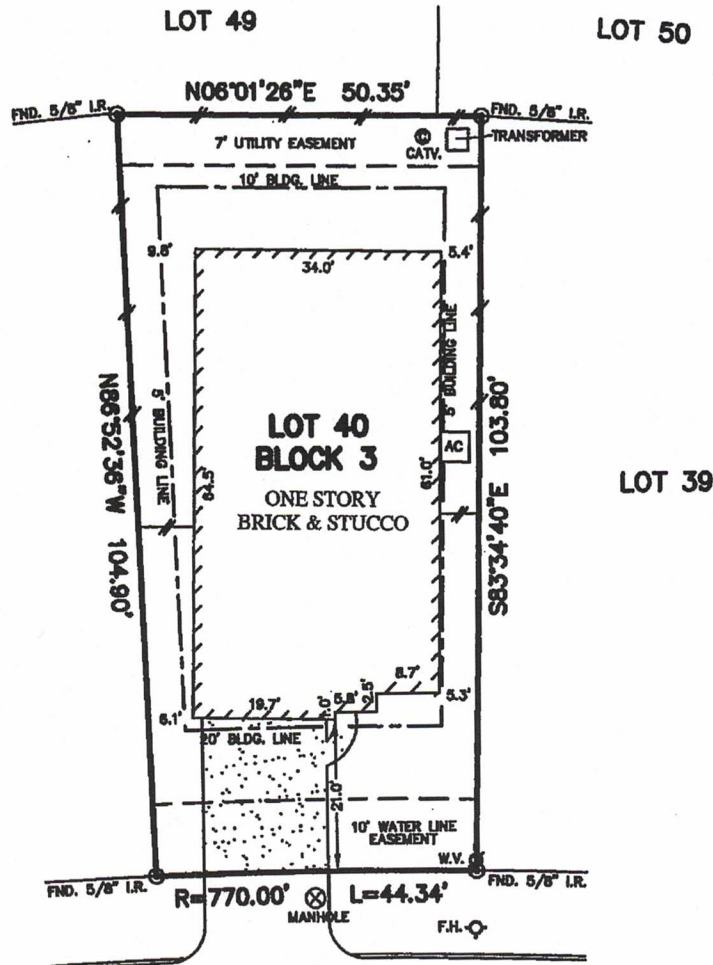 LOT 49
LOT 50
N06°01'26"E 50.35'
FND. 5/8" I.R.
FND. 5/8" I.R.
7' UTILITY EASEMENT
CATV.
TRANSFORMER
10' BLDG. LINE
9.8'
34.0'
5.4'
5' BUILDING LINE
N86°52'36"W 104.90'
5' BUILDING LINE
64.5'
LOT 40
BLOCK 3
ONE STORY
BRICK & STUCCO
61.0'
AC
S83°34'40"E 103.80'
LOT 39
8.7'
5.3'
2.5'
5.8'
1.0'
19.7'
6.1'
20' BLDG. LINE
21.0'
10' WATER LINE
EASEMENT
W.V.
FND. 5/8" I.R.
FND. 5/8" I.R.
R=770.00'
L=44.34'
MANHOLE
F.H.